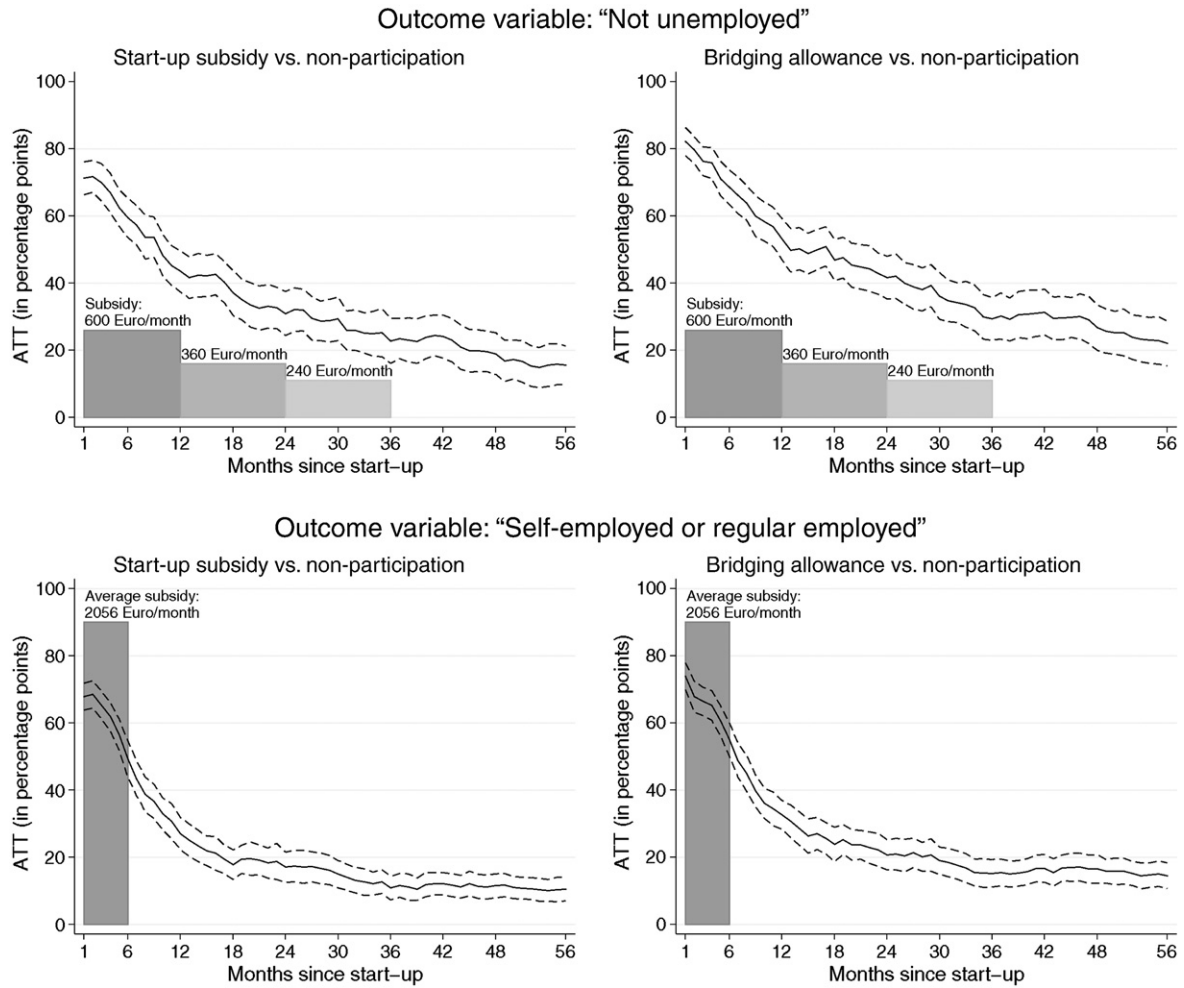 Outcome variable: “Not unemployed”
Start-up subsidy vs. non-participation
ATT (in percentage points)
100
80
60
40
20
0
Subsidy:
600 Euro/month
360 Euro/month
240 Euro/month
1 6 12 18 24 30 36 42 48 56
Months since start-up
Bridging allowance vs. non-participation
ATT (in percentage points)
100
80
60
40
20
0
Subsidy:
600 Euro/month
360 Euro/month
240 Euro/month
1 6 12 18 24 30 36 42 48 56
Months since start-up
Outcome variable: “Self-employed or regular employed”
Start-up subsidy vs. non-participation
ATT (in percentage points)
100
80
60
40
20
0
Average subsidy:
2056 Euro/month
1 6 12 18 24 30 36 42 48 56
Months since start-up
Bridging allowance vs. non-participation
ATT (in percentage points)
100
80
60
40
20
0
Average subsidy:
2056 Euro/month
1 6 12 18 24 30 36 42 48 56
Months since start-up